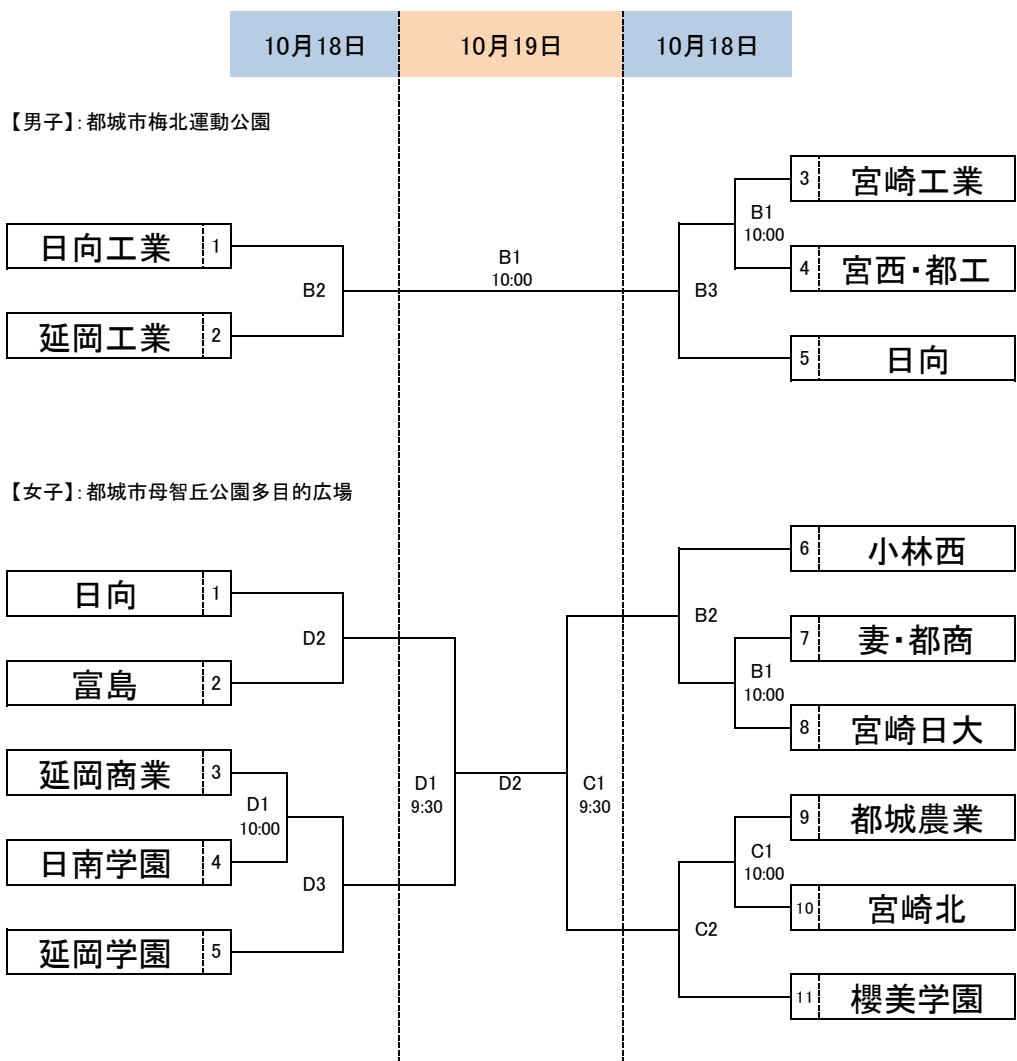 10月18日
10月19日
10月18日
【男子】：都城市梅北運動公園
日向工業 1
延岡工業 2
B2
B1
10:00
B3
B1
10:00
3 宮崎工業
4 宮西・都工
5 日向
【女子】：都城市母智丘公園多目的広場
日向 1
富島 2
延岡商業 3
日南学園 4
延岡学園 5
D2
D1
10:00
D3
D1
9:30
D2
C1
9:30
B2
B1
10:00
C1
10:00
C2
6 小林西
7 妻・都商
8 宮崎日大
9 都城農業
10 宮崎北
11 櫻美学園